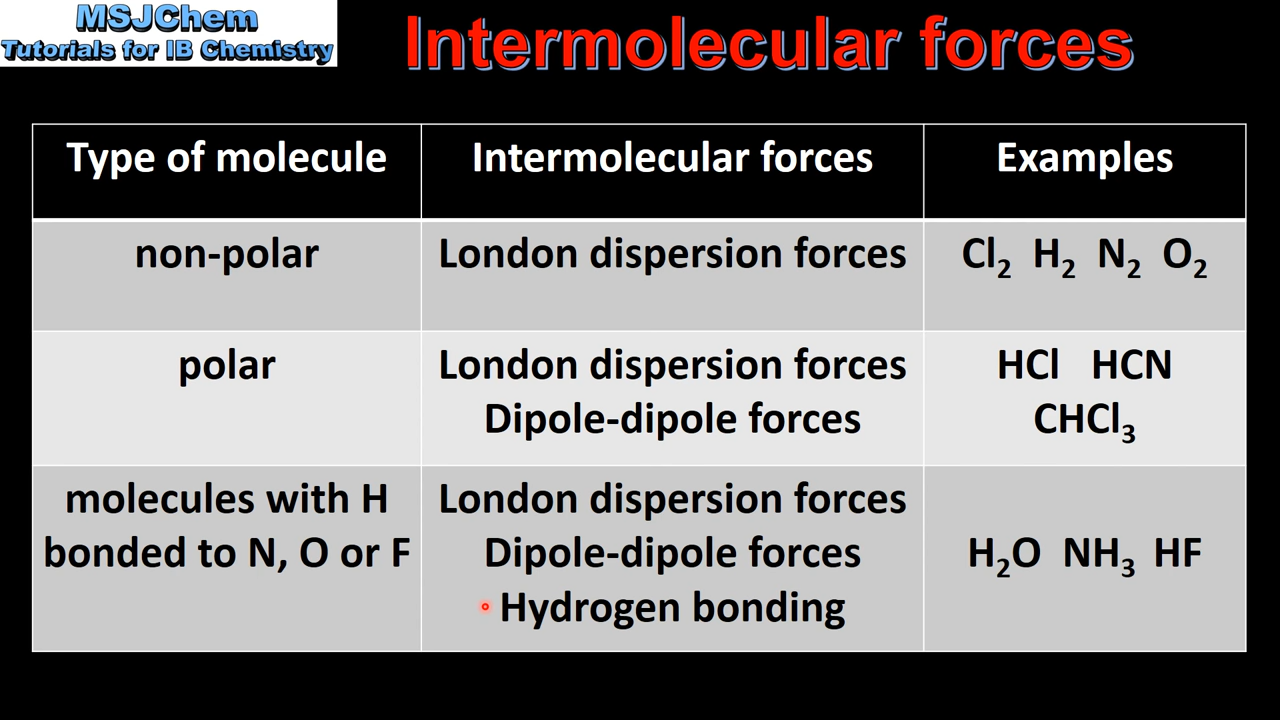 MSJChem
Tutorials for IB Chemistry
Intermolecular forces
Type of molecule
Intermolecular forces
Examples
non-polar
London dispersion forces
Cl₂ H₂ N₂ O₂
polar
London dispersion forces
Dipole-dipole forces
HCl HCN
CHCl₃
molecules with H
bonded to N, O or F
London dispersion forces
Dipole-dipole forces
Hydrogen bonding
H₂O NH₃ HF